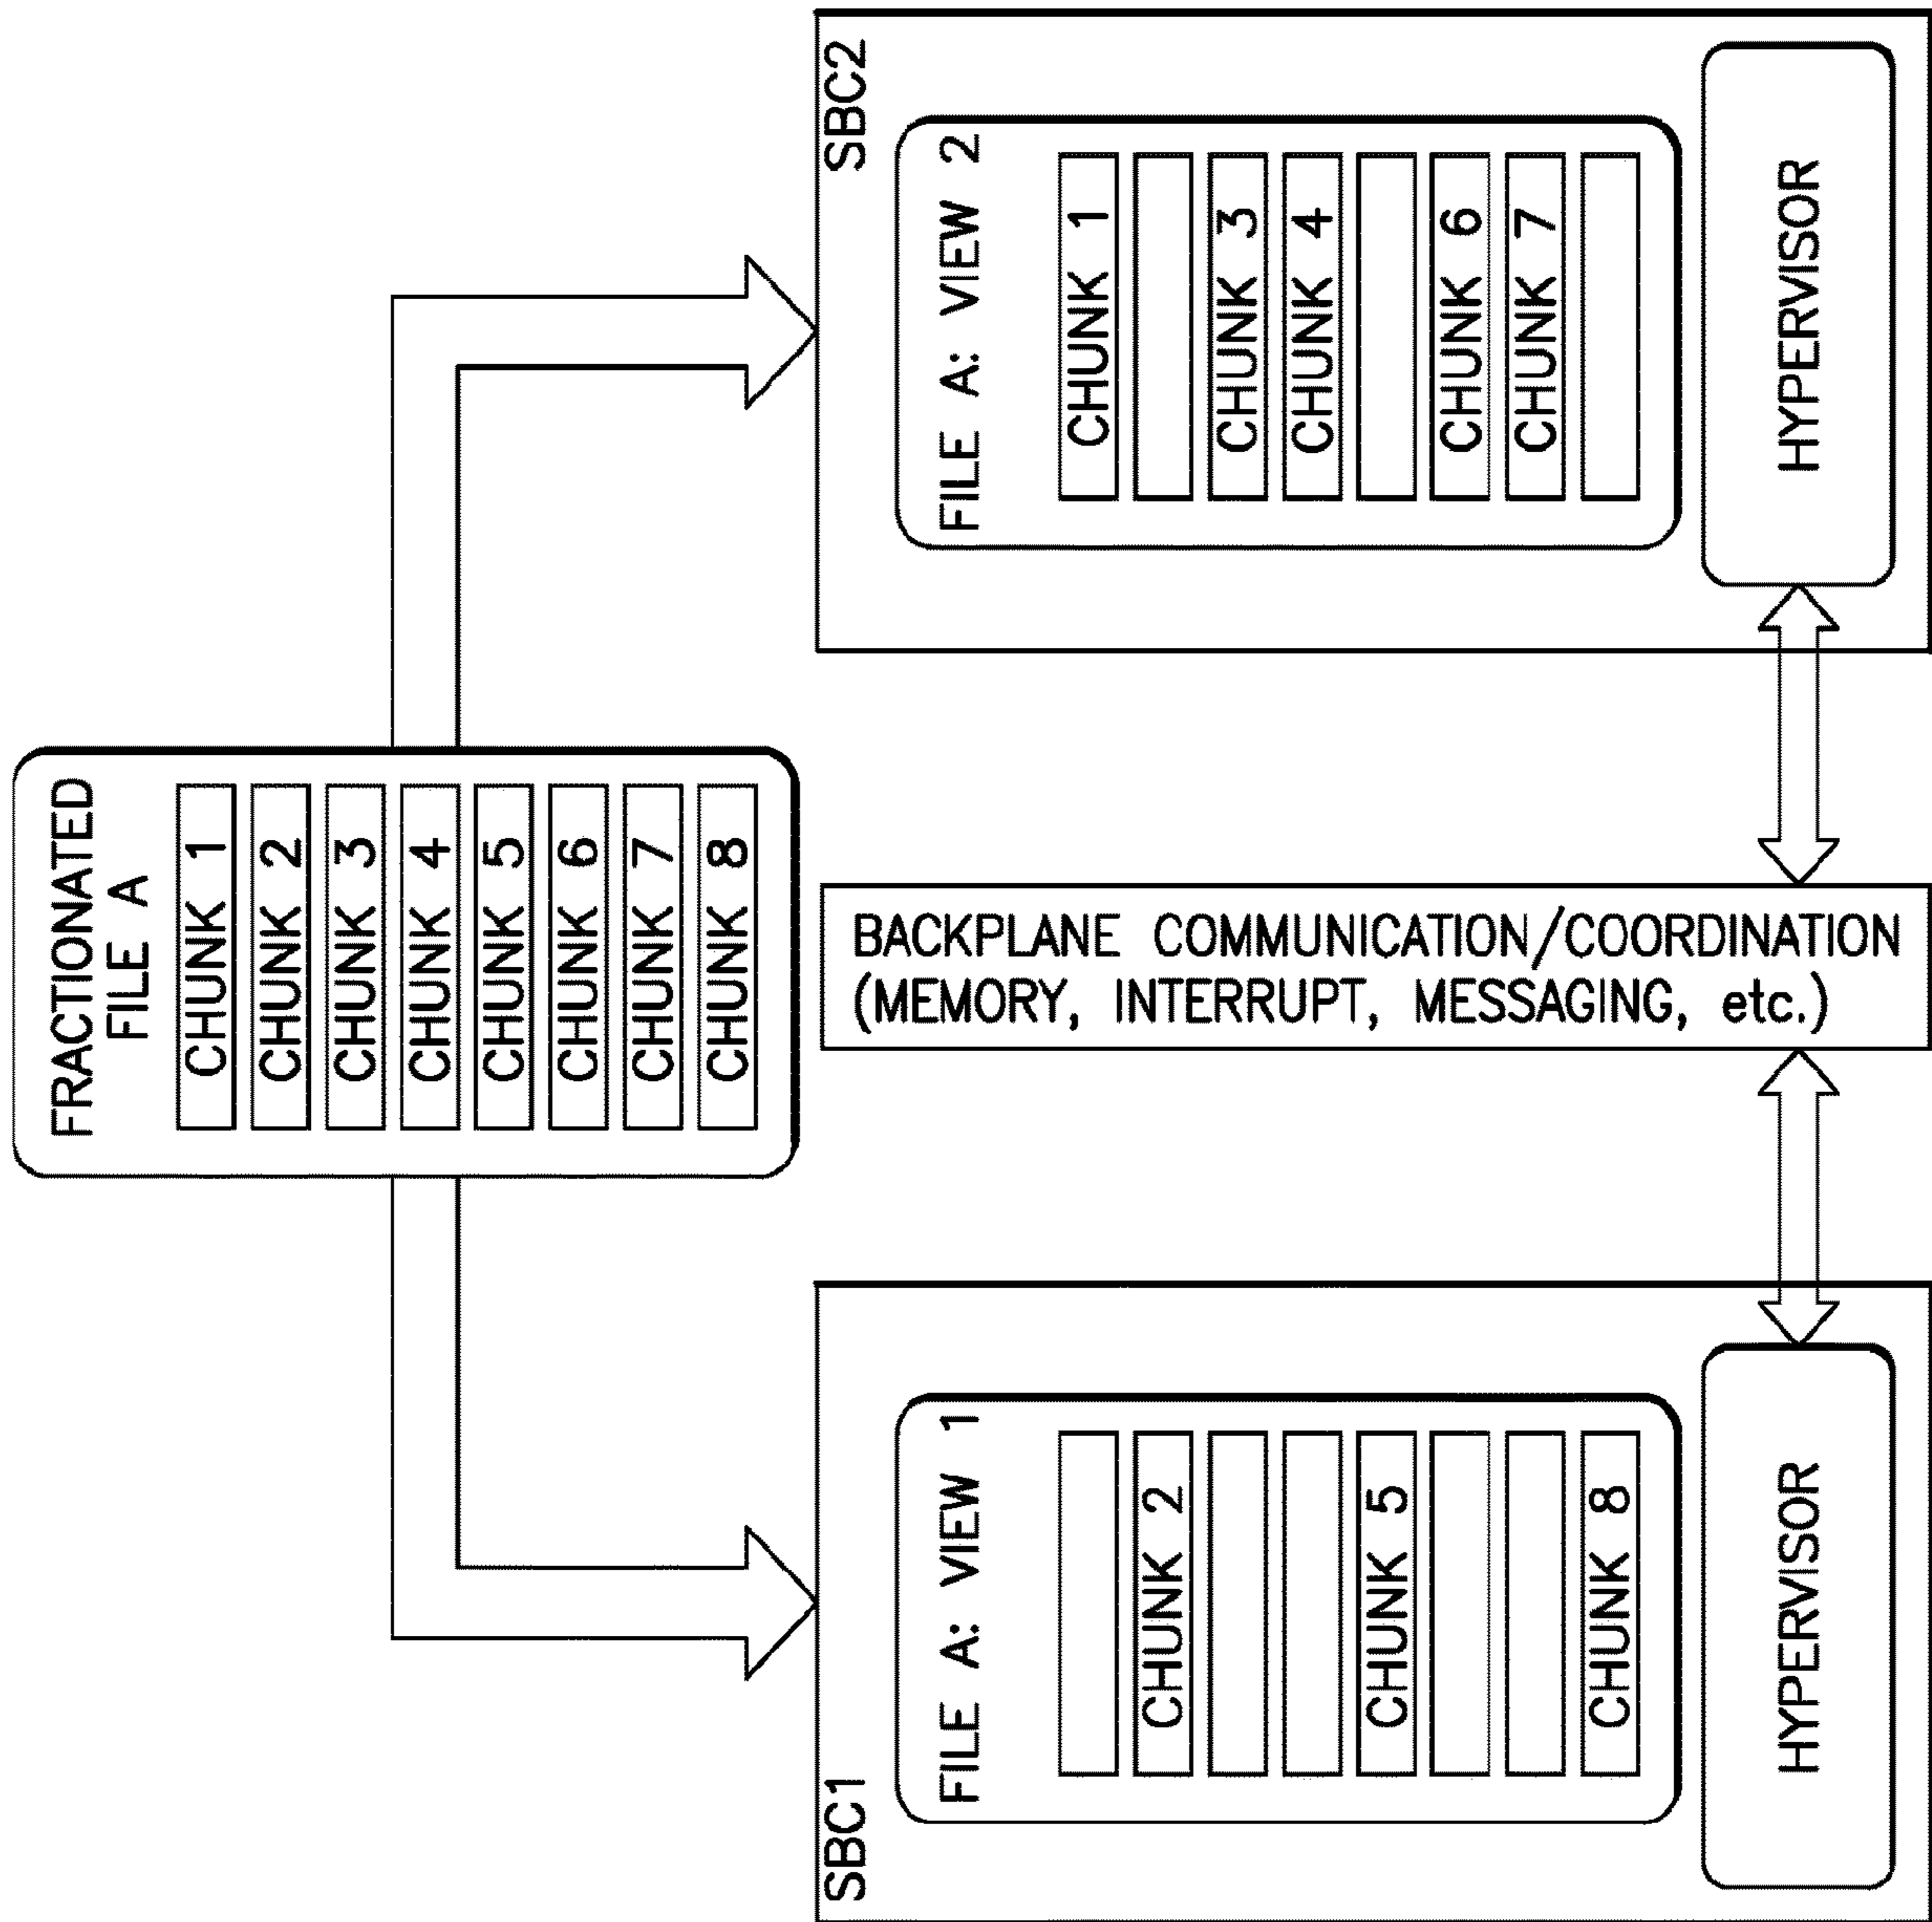 FRACTIONATED
FILE A
CHUNK 1
CHUNK 2
CHUNK 3
CHUNK 4
CHUNK 5
CHUNK 6
CHUNK 7
CHUNK 8
SBC1
FILE A: VIEW 1
CHUNK 2
CHUNK 5
CHUNK 8
HYPERVISOR
BACKPLANE COMMUNICATION/COORDINATION
(MEMORY, INTERRUPT, MESSAGING, etc.)
SBC2
FILE A: VIEW 2
CHUNK 1
CHUNK 3
CHUNK 4
CHUNK 6
CHUNK 7
HYPERVISOR